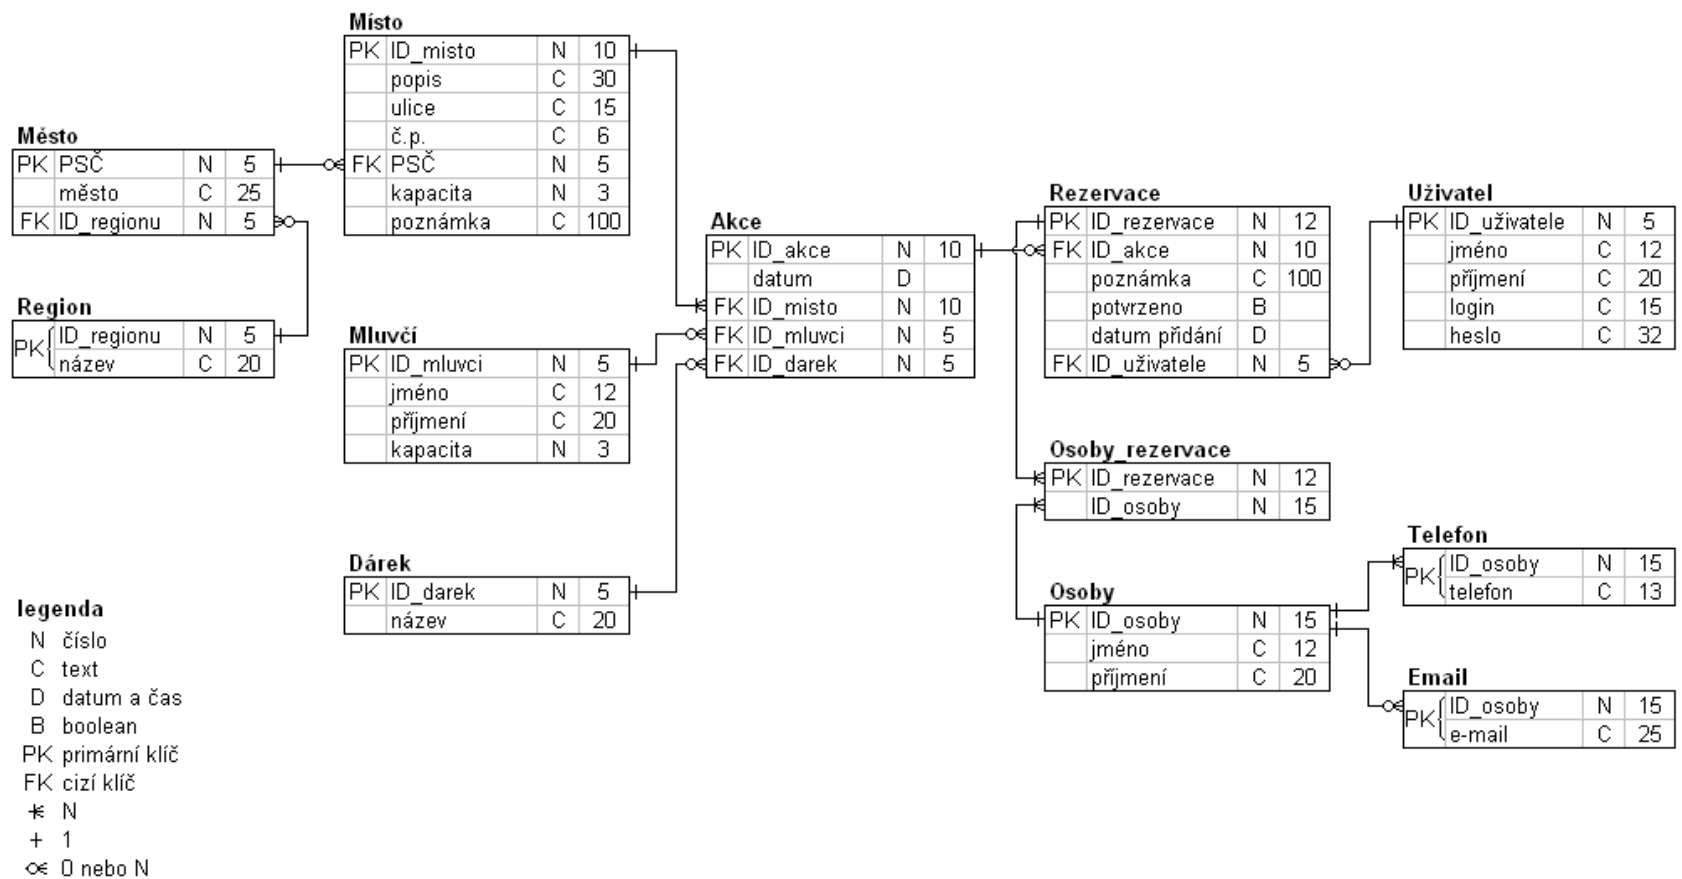 Místo
PK ID_misto N 10
popis C 30
ulice C 15
č.p. C 6
FK PSČ N 5
kapacita N 3
poznámka C 100
Město
PK PSČ N 5
město C 25
FK ID_regionu N 5
Region
PK ID_regionu N 5
název C 20
Mluvčí
PK ID_mluvci N 5
jméno C 12
příjmení C 20
kapacita N 3
Dárek
PK ID_darek N 5
název C 20
Akce
PK ID_akce N 10
datum D
FK ID_misto N 10
FK ID_mluvci N 5
FK ID_darek N 5
Rezervace
PK ID_rezervace N 12
FK ID_akce N 10
poznámka C 100
potvrzeno B
datum přidání D
FK ID_uživatele N 5
Uživatel
PK ID_uživatele N 5
jméno C 12
příjmení C 20
login C 15
heslo C 32
Osoby_rezervace
PK ID_rezervace N 12
ID_osoby N 15
Osoby
PK ID_osoby N 15
jméno C 12
příjmení C 20
Telefon
PK ID_osoby N 15
telefon C 13
Email
PK ID_osoby N 15
e-mail C 25
legenda
N číslo
C text
D datum a čas
B boolean
PK primární klíč
FK cizí klíč
N
+ 1
0 nebo N